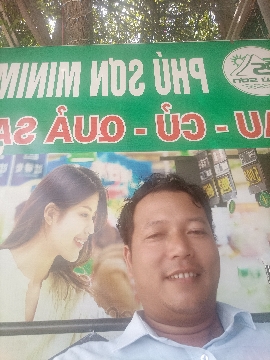 PHÚ SƠN MINIM
AU - CỦ - QUẢ SẠ